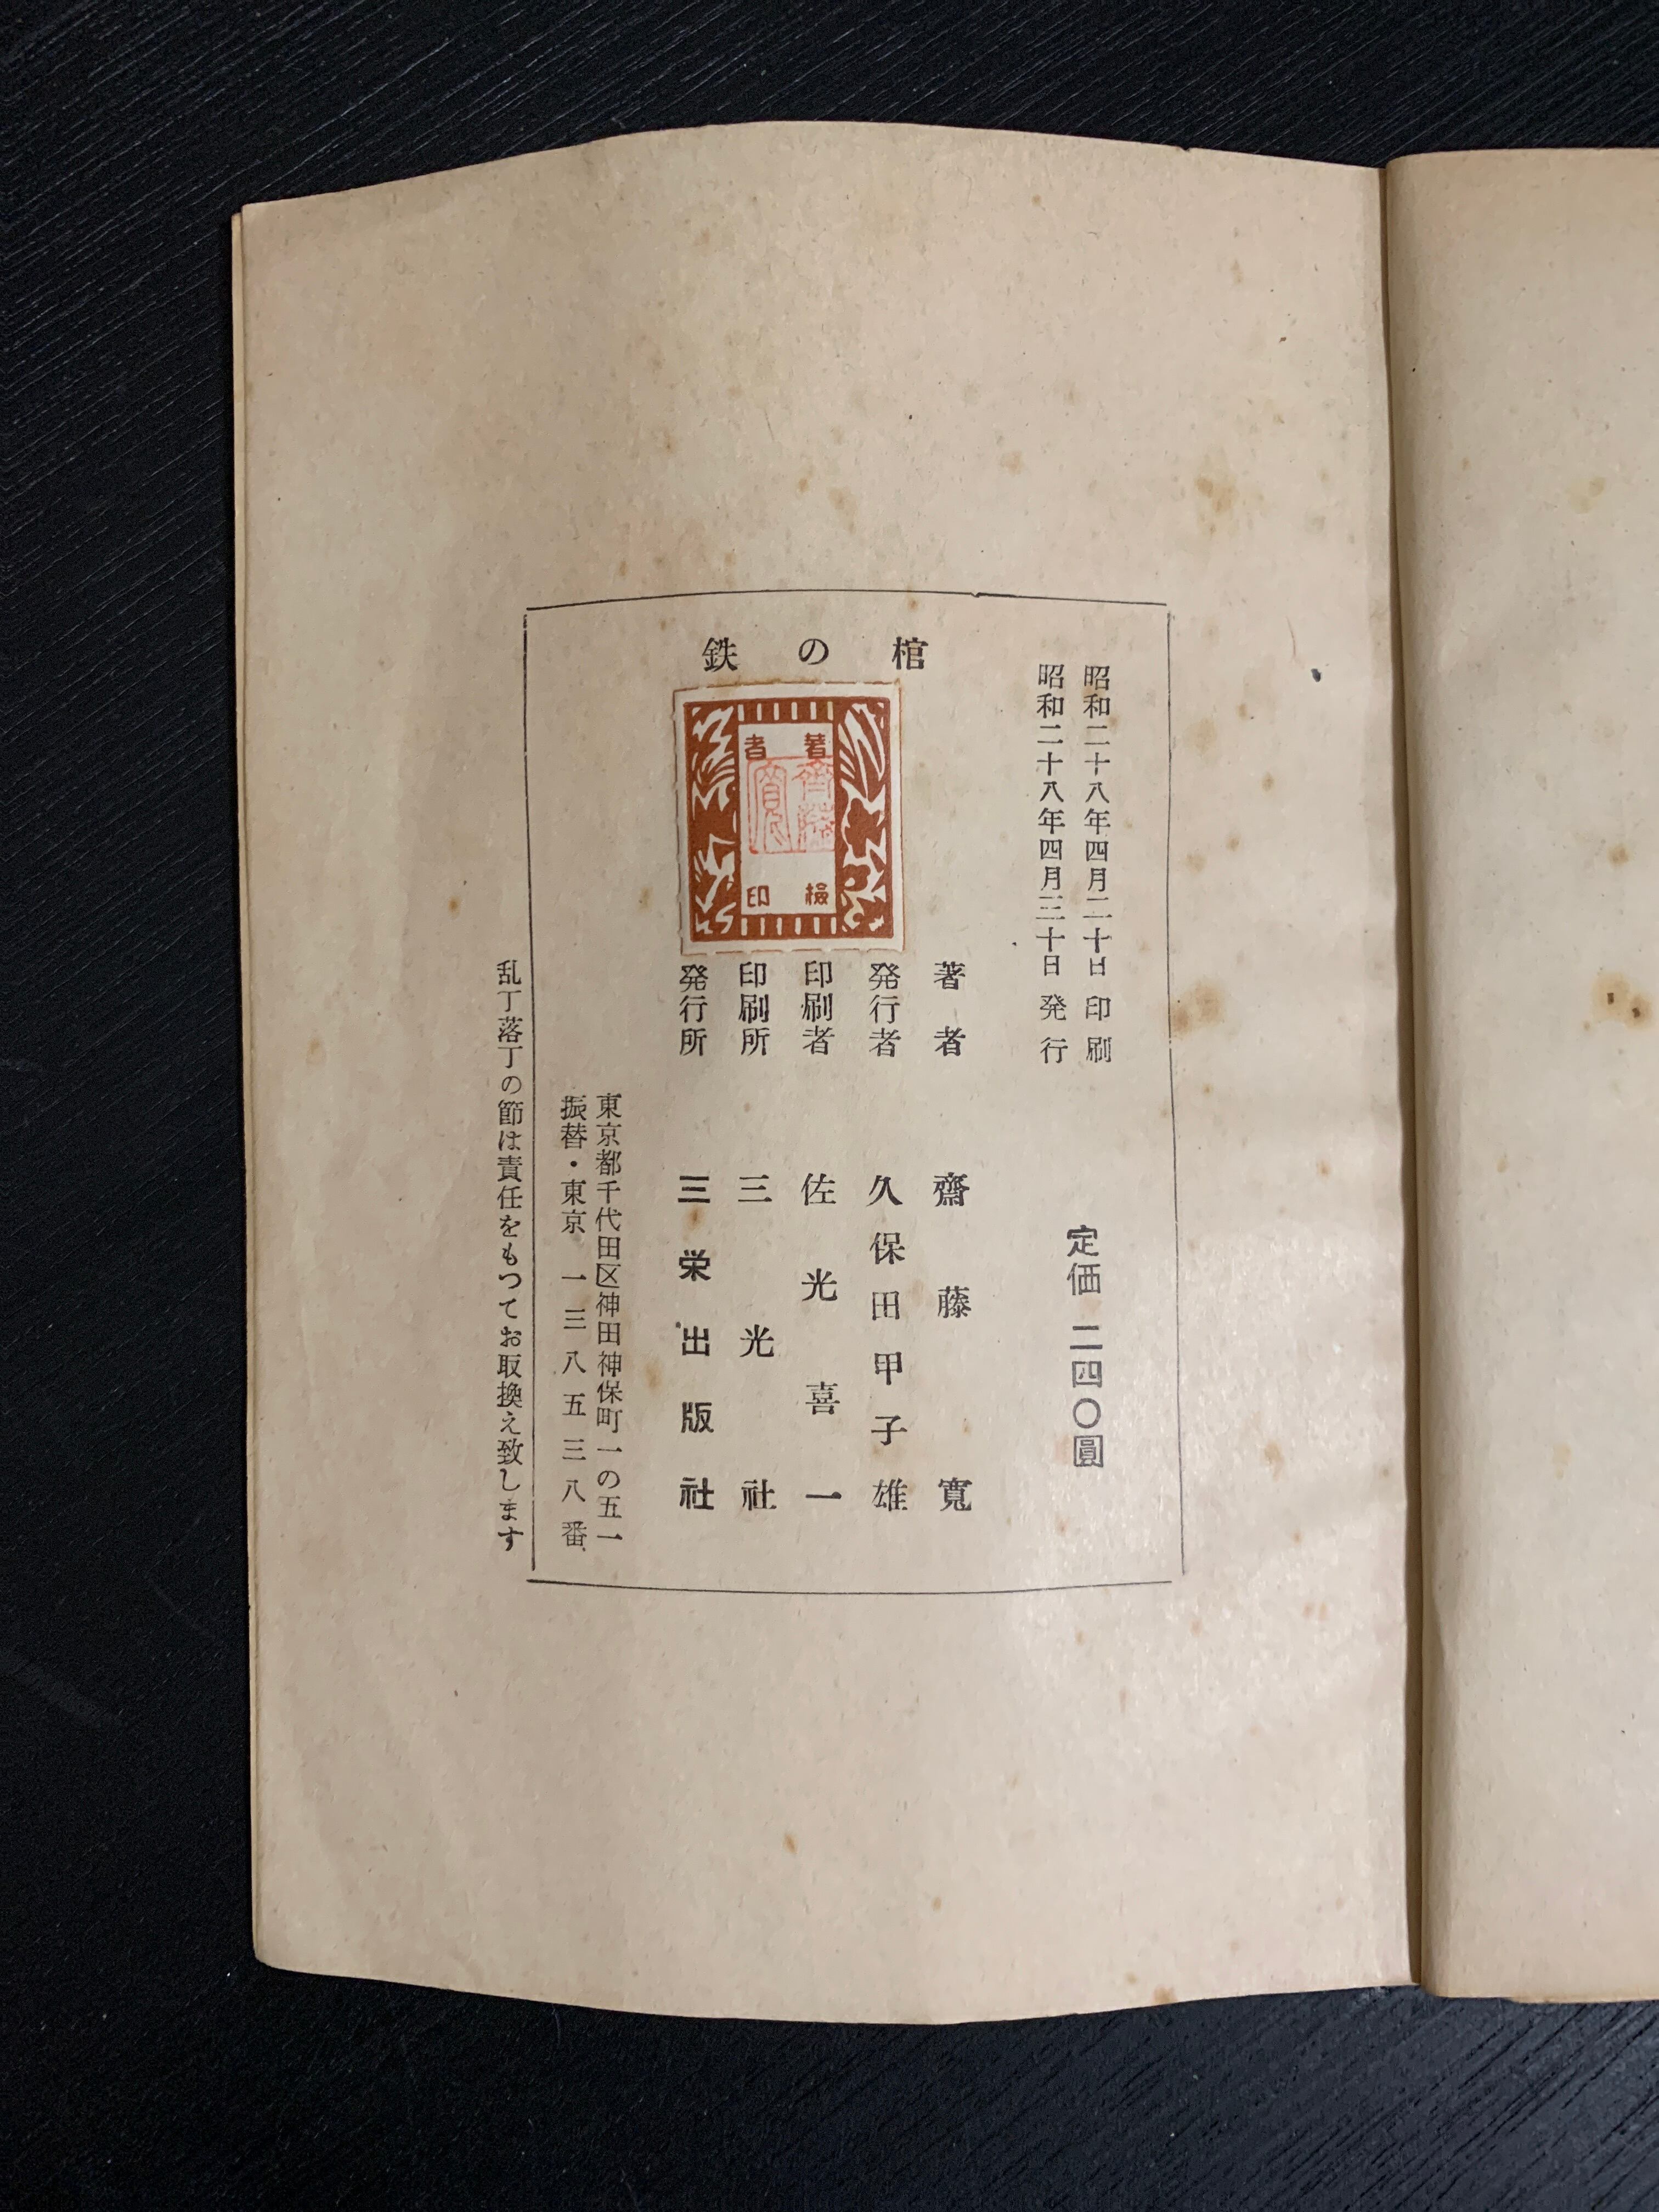 昭和二十八年四月二十日 印刷
昭和二十八年四月三十日 発行
定価 二四〇圓
鉄の棺
著者
検印
齋藤寬
著者 齋藤寬
発行者 久保田甲子雄
印刷者 佐光喜一
印刷所 三光社
発行所 三栄出版社
東京都千代田区神田神保町一の五一
振替・東京 一三八五三八番
乱丁落丁の節は責任をもつてお取換え致します